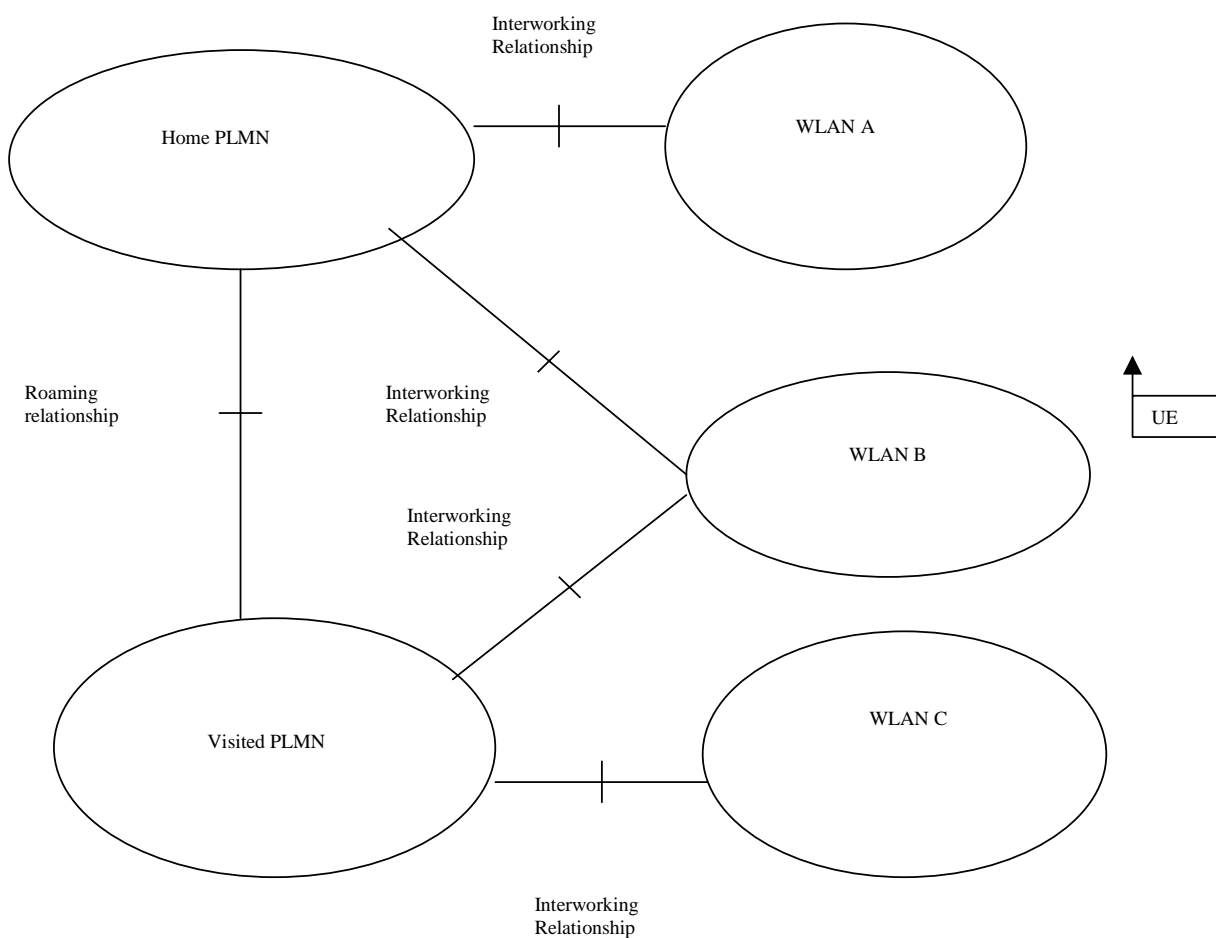 Interworking
Relationship
Home PLMN
WLAN A
Roaming
relationship
Interworking
Relationship
UE
WLAN B
Interworking
Relationship
Visited PLMN
WLAN C
Interworking
Relationship